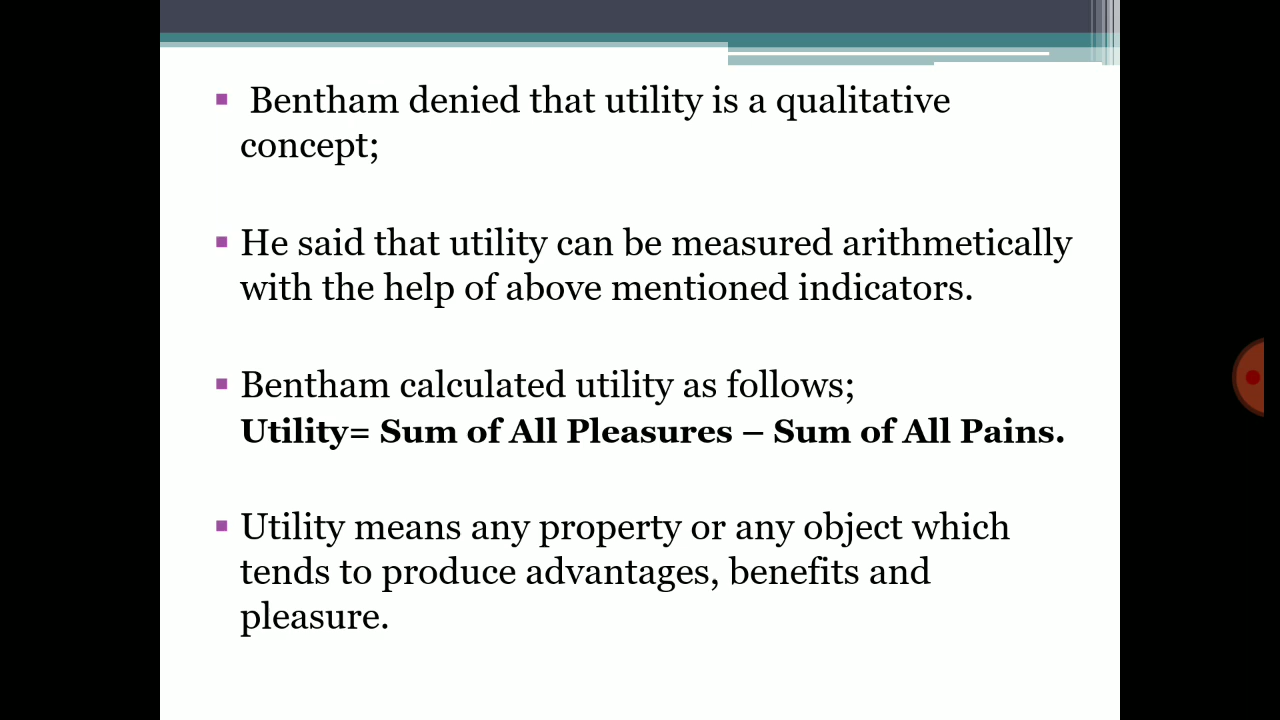 ▪ Bentham denied that utility is a qualitative
concept;
▪ He said that utility can be measured arithmetically
with the help of above mentioned indicators.
▪ Bentham calculated utility as follows;
Utility= Sum of All Pleasures – Sum of All Pains.
▪ Utility means any property or any object which
tends to produce advantages, benefits and
pleasure.